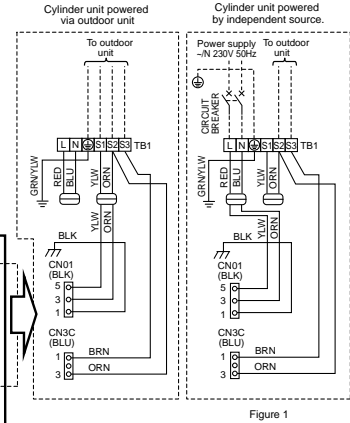 Cylinder unit powered
via outdoor unit
To outdoor
unit
L N S1 S2 S3 TB1
GRN/YLW
RED
BLU
YLW
ORN
YLW
ORN
BLK
CN01
(BLK)
5
3
1
CN3C
(BLU)
1
3
BRN
ORN
Cylinder unit powered
by independent source.
Power supply
~/N 230V 50Hz
To outdoor
unit
CIRCUIT
BREAKER
L N S1 S2 S3 TB1
GRN/YLW
RED
BLU
YLW
ORN
YLW
ORN
BLK
CN01
(BLK)
5
3
1
CN3C
(BLU)
1
3
BRN
ORN
Figure 1